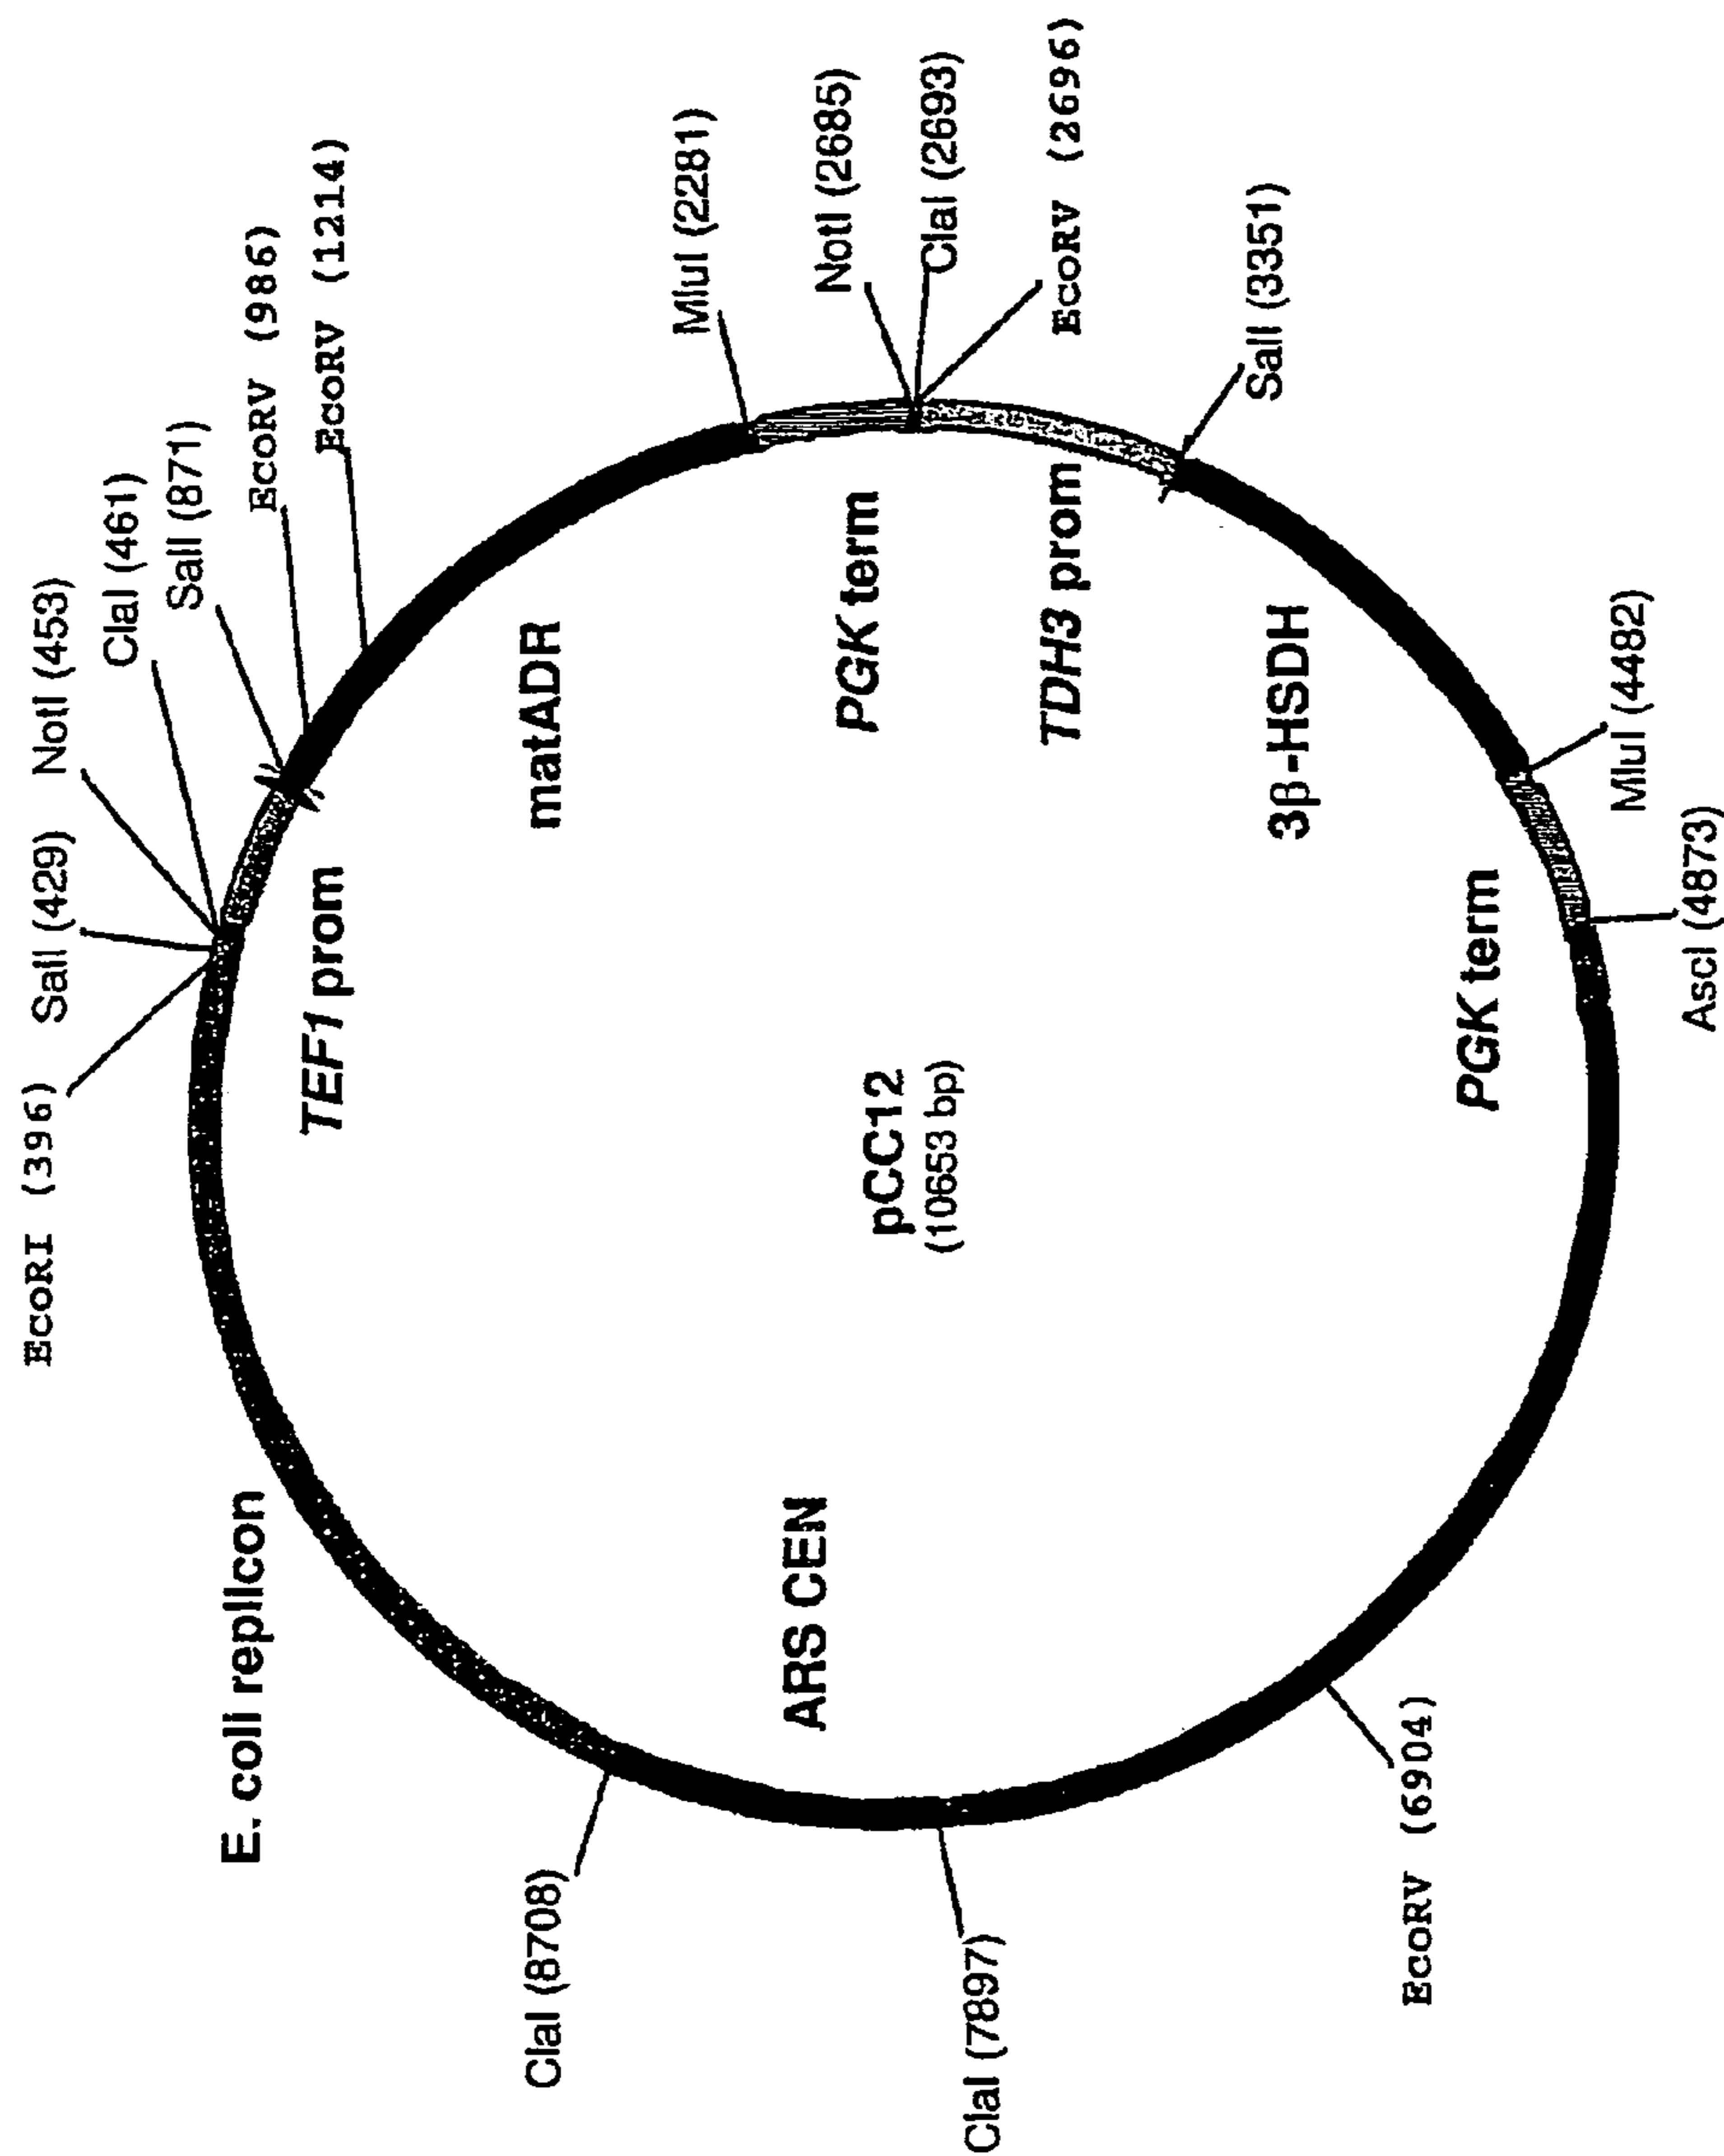 EcoRI (396)
SalI (429)
NotI (453)
ClaI (461)
SalI (871)
EcoRV (986)
EcoRV (1214)
MluI (2281)
NotI (2685)
ClaI (2693)
EcoRV (2696)
SalI (3351)
MluI (4482)
AscI (4873)
EcoRV (6904)
ClaI (7897)
ClaI (8708)
E. coli replicon
TEF1 prom
matADR
PGK term
TDH3 prom
3β-HSDH
PGK term
ARS CEN
pCC12
(10653 bp)